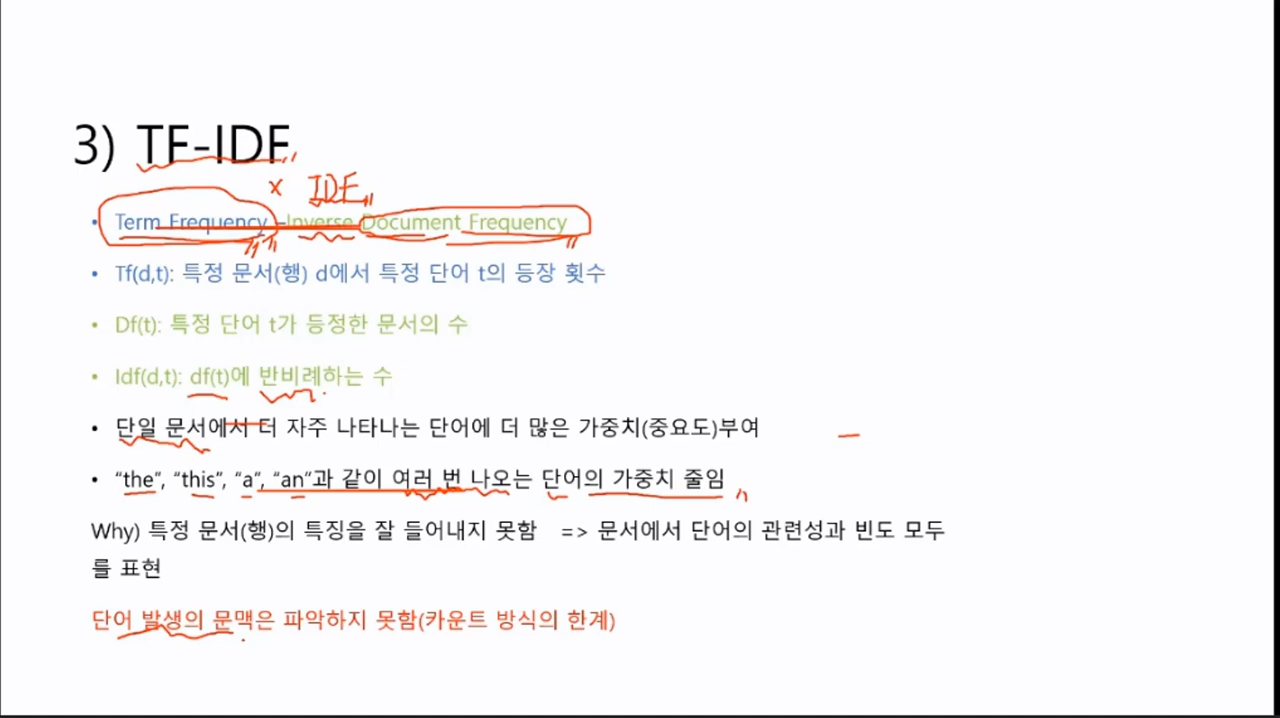 3) TF-IDF
x IDF
• Term Frequency -Inverse Document Frequency
• Tf(d,t): 특정 문서(행) d에서 특정 단어 t의 등장 횟수
• Df(t): 특정 단어 t가 등정한 문서의 수
• Idf(d,t): df(t)에 반비례하는 수
• 단일 문서에서 더 자주 나타나는 단어에 더 많은 가중치(중요도)부여
• “the”, “this”, “a”, “an”과 같이 여러 번 나오는 단어의 가중치 줄임
Why) 특정 문서(행)의 특징을 잘 들어내지 못함 => 문서에서 단어의 관련성과 빈도 모두
를 표현
단어 발생의 문맥은 파악하지 못함(카운트 방식의 한계)